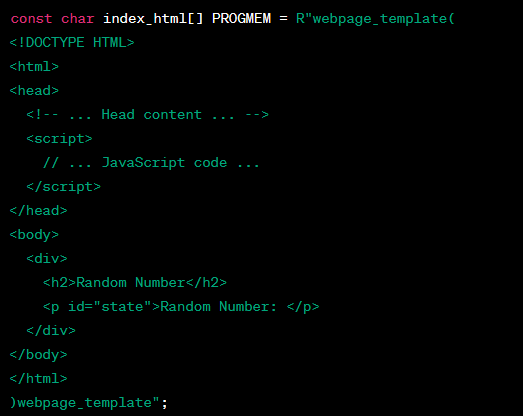 const char index_html[] PROGMEM = R"webpage_template(
<!DOCTYPE HTML>
<html>
<head>
  <!-- ... Head content ... -->
  <script>
    // ... JavaScript code ...
  </script>
</head>
<body>
  <div>
    <h2>Random Number</h2>
    <p id="state">Random Number: </p>
  </div>
</body>
</html>
)webpage_template";